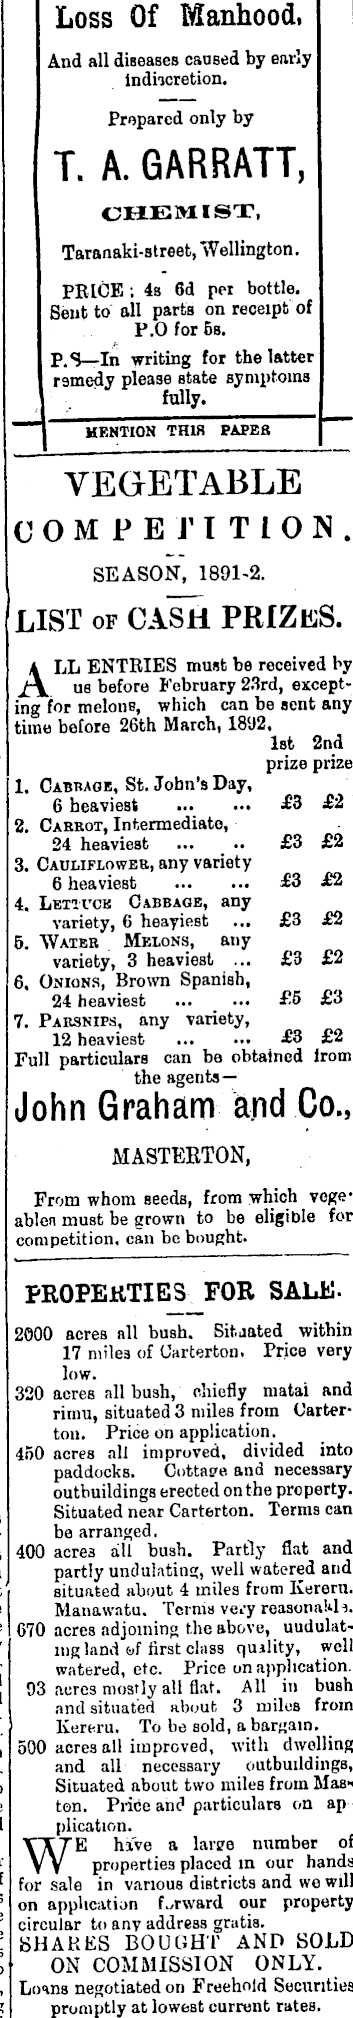 Loss Of Manhood,
And all diseases caused by early
indiscretion.
Prepared only by
T. A. GARRATT,
CHEMIST,
Taranaki-street, Wellington.
PRICE: 4s 6d per bottle.
Sent to all parts on receipt of
P.O for 5s.
P.S—In writing for the latter
remedy please state symptoms
fully.
MENTION THIS PAPER
VEGETABLE
COMPETITION.
SEASON, 1891-2.
LIST OF CASH PRIZES.
ALL ENTRIES must be received by
us before February 23rd, except-
ing for melons, which can be sent any
time before 26th March, 1892,
1st 2nd
prize prize
1. CABBAGE, St. John's Day,
6 heaviest ... ... £3 £2
2. CARROT, Intermediate,
24 heaviest ... .. £3 £2
3. CAULIFLOWER, any variety
6 heaviest ... ... £3 £2
4. LETTUCE CABBAGE, any
variety, 6 heaviest ... £3 £2
5. WATER MELONS, any
variety, 3 heaviest ... £3 £2
6. ONIONS, Brown Spanish,
24 heaviest ... ... £5 £3
7. PARSNIPS, any variety,
12 heaviest ... ... £3 £2
Full particulars can be obtained from
the agents—
John Graham and Co.,
MASTERTON,
From whom seeds, from which vege-
ables must be grown to be eligible for
competition, can be bought.
PROPERTIES FOR SALE.
2000 acres all bush. Situated within
17 miles of Carterton. Price very
low.
320 acres all bush, chiefly matai and
rimu, situated 3 miles from Carter-
ton. Price on application.
450 acres all improved, divided into
paddocks. Cottage and necessary
outbuildings erected on the property.
Situated near Carterton. Terms can
be arranged.
400 acres all bush. Partly flat and
partly undulating, well watered and
situated about 4 miles from Kereru.
Manawatu. Terms very reasonable.
670 acres adjoining the above, uudulat-
ing land of first class quality, well
watered, etc. Price on application.
93 acres mostly all flat. All in bush
and situated about 3 miles from
Kereru. To be sold, a bargain.
500 acres all improved, with dwelling
and all necessary outbuildings,
Situated about two miles from Mas-
ton. Price and particulars on ap
plication.
WE have a large number of
properties placed in our hands
for sale in various districts and we will
on application forward our property
circular to any address gratis.
SHARES BOUGHT AND SOLD
ON COMMISSION ONLY.
Loans negotiated on Freehold Securities
promptly at lowest current rates.